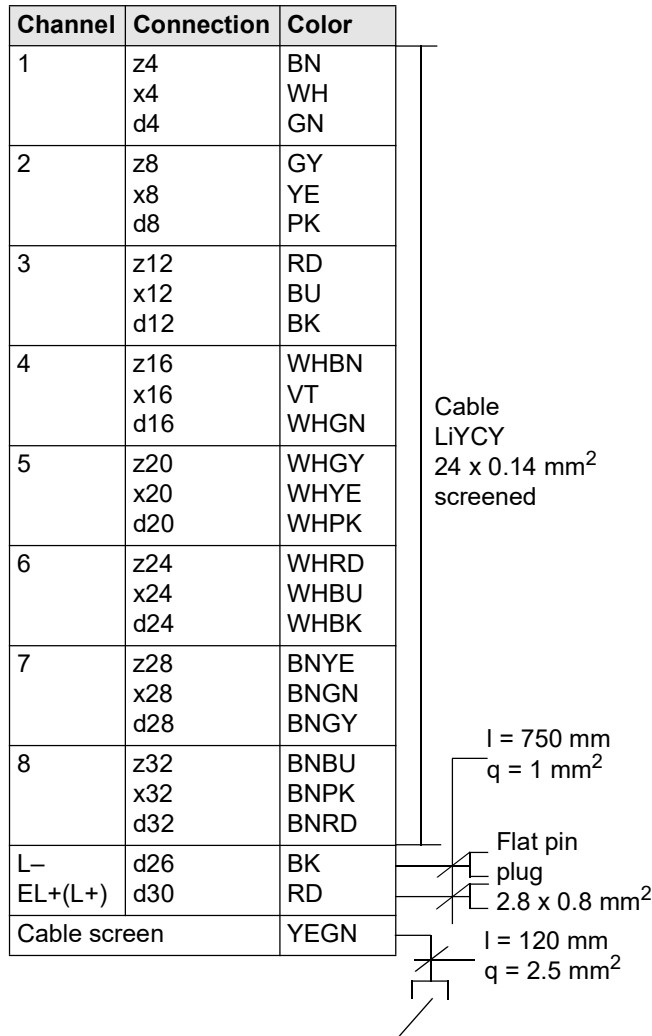 Channel Connection Color
1 z4 BN
x4 WH
d4 GN
2 z8 GY
x8 YE
d8 PK
3 z12 RD
x12 BU
d12 BK
4 z16 WHBN
x16 VT
d16 WHGN
5 z20 WHGY
x20 WHYE
d20 WHPK
6 z24 WHRD
x24 WHBU
d24 WHBK
7 z28 BNYE
x28 BNGN
d28 BNGY
8 z32 BNBU
x32 BNPK
d32 BNRD
L– d26 BK
EL+(L+) d30 RD
Cable screen YEGN
Cable
LiYCY
24 x 0.14 mm²
screened
l = 750 mm
q = 1 mm²
Flat pin
plug
2.8 x 0.8 mm²
l = 120 mm
q = 2.5 mm²